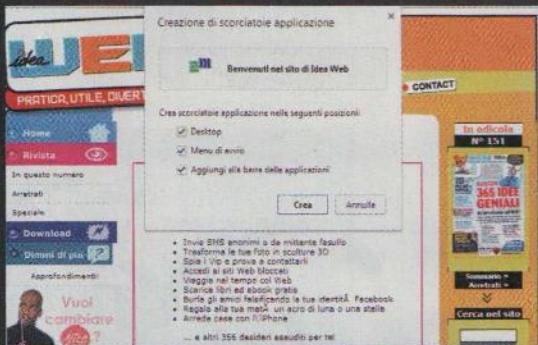 Creazione di scorciatoie applicazione
×
Benvenuti nel sito di Idea Web
Crea scorciatoie applicazione nelle seguenti posizioni:
Desktop
Menu di avvio
Aggiungi alla barra delle applicazioni
Crea
Annulla
idea
WE
PRATICA, UTILE, DIVERT
Home
Rivista
In questo numero
Arretrati
Speciale
Download
Dimmi di più
Approfondimenti
Vuoi
cambiare
idea?
Invia SMS anonimi o da mittente fasullo
Trasforma le tue foto in sculture 3D
Spia i Vip e prova a contattarli
Accedi ai siti Web bloccati
Viaggia nel tempo col Web
Scarica libri ed ebook gratis
Burla gli amici falsificando la tua identitÃ Facebook
Regala alla tua metÃ un acro di luna o una stella
Arreda casa con l'iPhone
... e altri 356 desideri esauditi per te!
CONTACT
In edicola
N° 151
365 IDEE
GENIALI
Sommario »
Arretrati »
Cerca nel sito